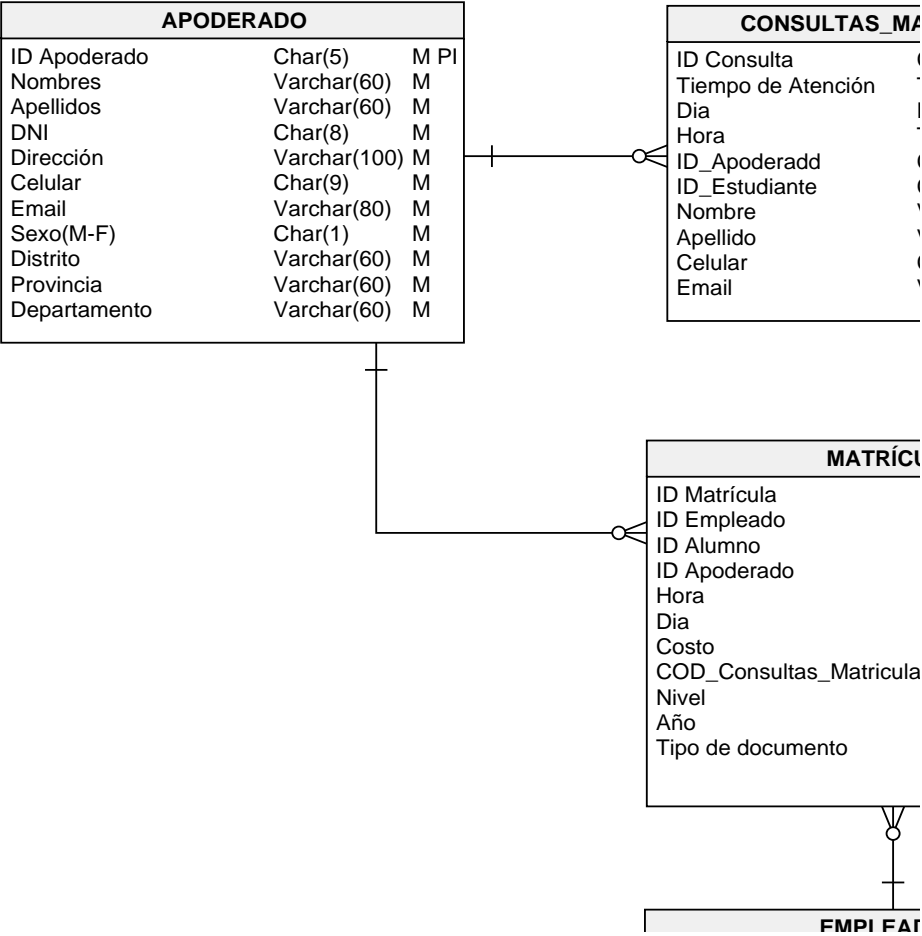 APODERADO
ID Apoderado Char(5) M PI
Nombres Varchar(60) M
Apellidos Varchar(60) M
DNI Char(8) M
Dirección Varchar(100) M
Celular Char(9) M
Email Varchar(80) M
Sexo(M-F) Char(1) M
Distrito Varchar(60) M
Provincia Varchar(60) M
Departamento Varchar(60) M
ID Consulta
Tiempo de Atención
Dia
Hora
ID_Apoderadd
ID_Estudiante
Nombre
Apellido
Celular
Email
ID Matrícula
ID Empleado
ID Alumno
ID Apoderado
Hora
Dia
Costo
COD_Consultas_Matricula
Nivel
Año
Tipo de documento